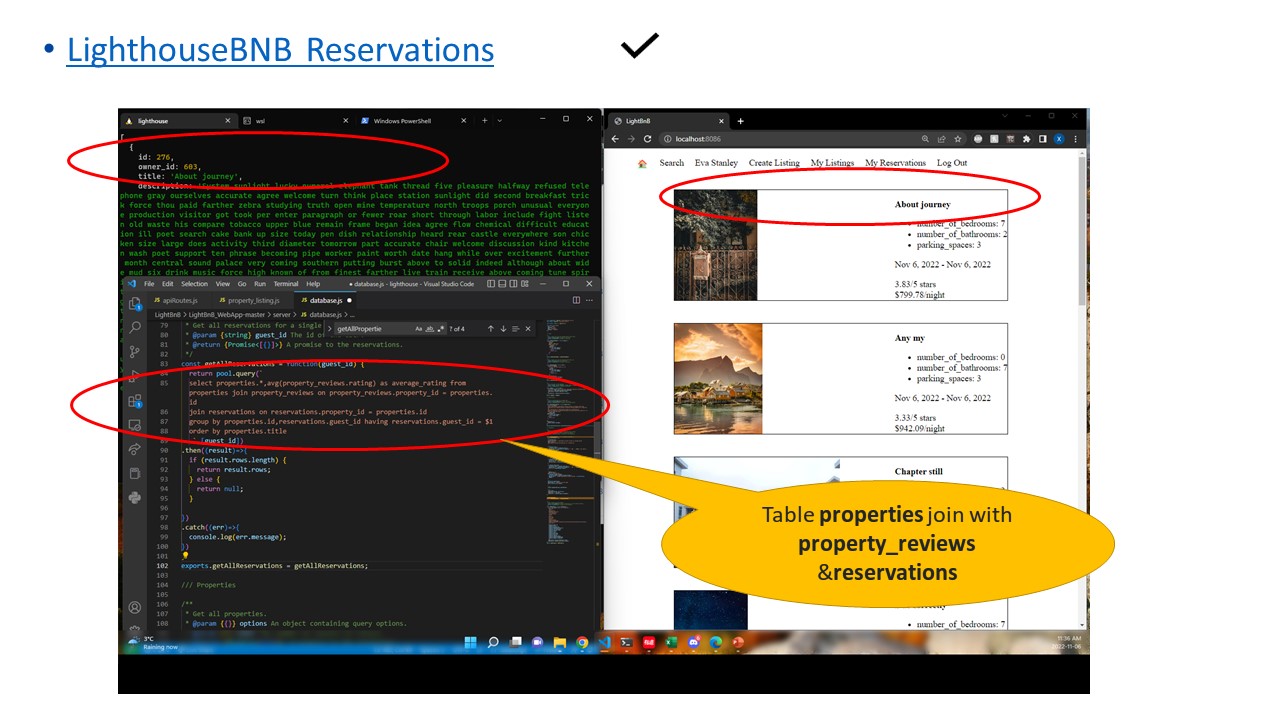 • LighthouseBNB Reservations
lighthouse
wsl
Windows PowerShell
[
{
id: 276,
owner_id: 603,
title: 'About journey',
description: 'System sunlight lucky general elephant tank thread five pleasure halfway refused tele
phone gray ourselves accurate agree welcome turn think place station sunlight did second breakfast tric
k force thou paid farther zebra studying truth open mine temperature north troops porch unusual everyon
e production visitor got took per enter paragraph or fewer roar short through labor include fight liste
n old waste his compare tobacco upper blue remain frame began idea agree flow chemical difficult educat
ion ill poet search cake bank up size today pen dish relationship heard rear castle everywhere son chic
ken size large does activity third diameter tomorrow part accurate chair welcome discussion kind kitche
n wash poet support ten phrase becoming pipe worker paint worth date hang while over excitement further
month central sound palace very coming southern putting burst above to solid indeed although about wid
e mud six drink music force high known of from finest farther live train receive above coming tune spir
File Edit Selection View Go Run Terminal Help
● database.js - lighthouse - Visual Studio Code
apiRoutes.js
property_listing.js
database.js
LightBnB > LightBnB_WebApp-master > server > database.js > ...
getAllPropertie
? of 4
79 * Get all reservations for a single
80 * @param {string} guest_id The id of
81 * @return {Promise<[{}]>} A promise to the reservations.
82 */
83 const getAllReservations = function(guest_id) {
84 return pool.query(`
85 select properties.*,avg(property_reviews.rating) as average_rating from
properties join property_reviews on property_reviews.property_id = properties.
id
86 join reservations on reservations.property_id = properties.id
87 group by properties.id,reservations.guest_id having reservations.guest_id = $1
88 order by properties.title
89 [guest_id])
90 .then((result)=>{
91 if (result.rows.length) {
92 return result.rows;
93 } else {
94 return null;
95 }
96
97 })
98 .catch((err)=>{
99 console.log(err.message);
100 })
101
102 exports.getAllReservations = getAllReservations;
103
104 /// Properties
105
106 /**
107 * Get all properties.
108 * @param {{}} options An object containing query options.
LightBnB
localhost:8086
X
Search Eva Stanley Create Listing My Listings My Reservations Log Out
About journey
• number_of_bedrooms: 7
• number_of_bathrooms: 2
• parking_spaces: 3
Nov 6, 2022 - Nov 6, 2022
3.83/5 stars
$799.78/night
Any my
• number_of_bedrooms: 0
• number_of_bathrooms: 7
• parking_spaces: 3
Nov 6, 2022 - Nov 6, 2022
3.33/5 stars
$942.09/night
Chapter still
Table properties join with
property_reviews
&reservations
• number_of_bedrooms: 7
3°C
Raining now
11:36 AM
2022-11-06